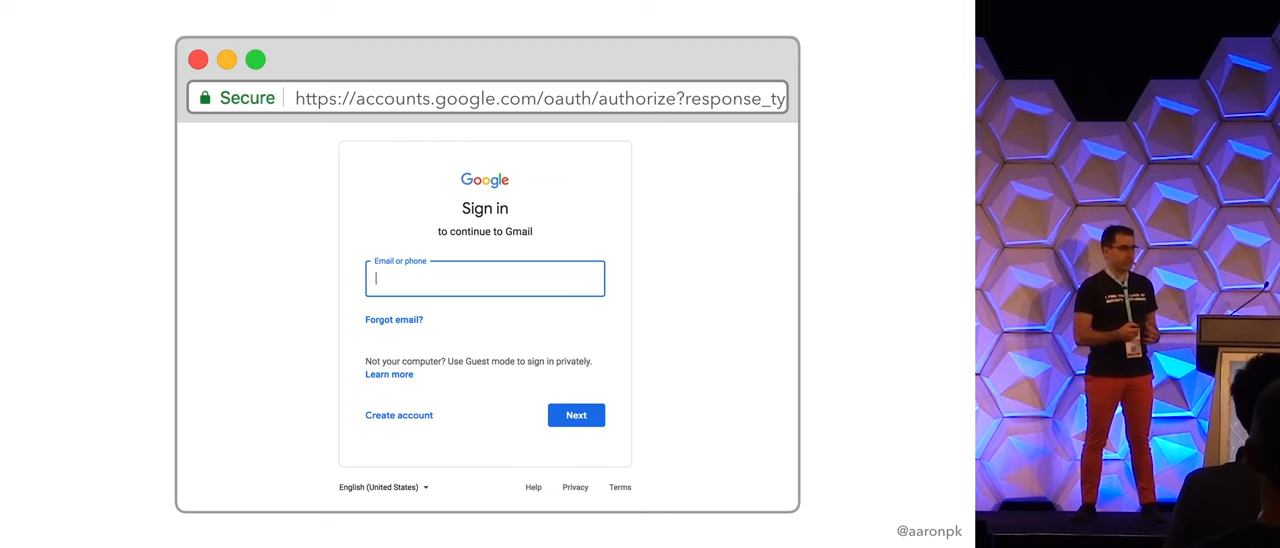 Secure https://accounts.google.com/oauth/authorize?response_ty
Google
Sign in
to continue to Gmail
Email or phone
Forgot email?
Not your computer? Use Guest mode to sign in privately.
Learn more
Create account Next
English (United States) Help Privacy Terms
@aaronpk